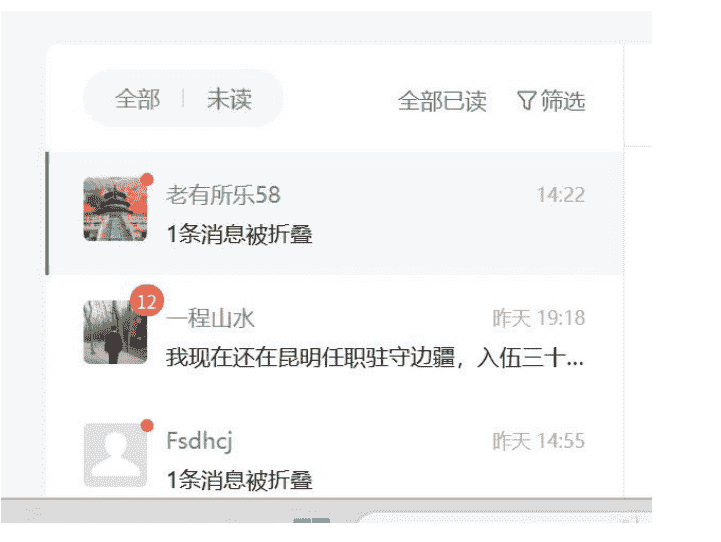 全部 | 未读 全部已读 筛选
老有所乐58 14:22
1条消息被折叠
12
一程山水 昨天 19:18
我现在还在昆明任职驻守边疆，入伍三十...
Fsdhcj 昨天 14:55
1条消息被折叠